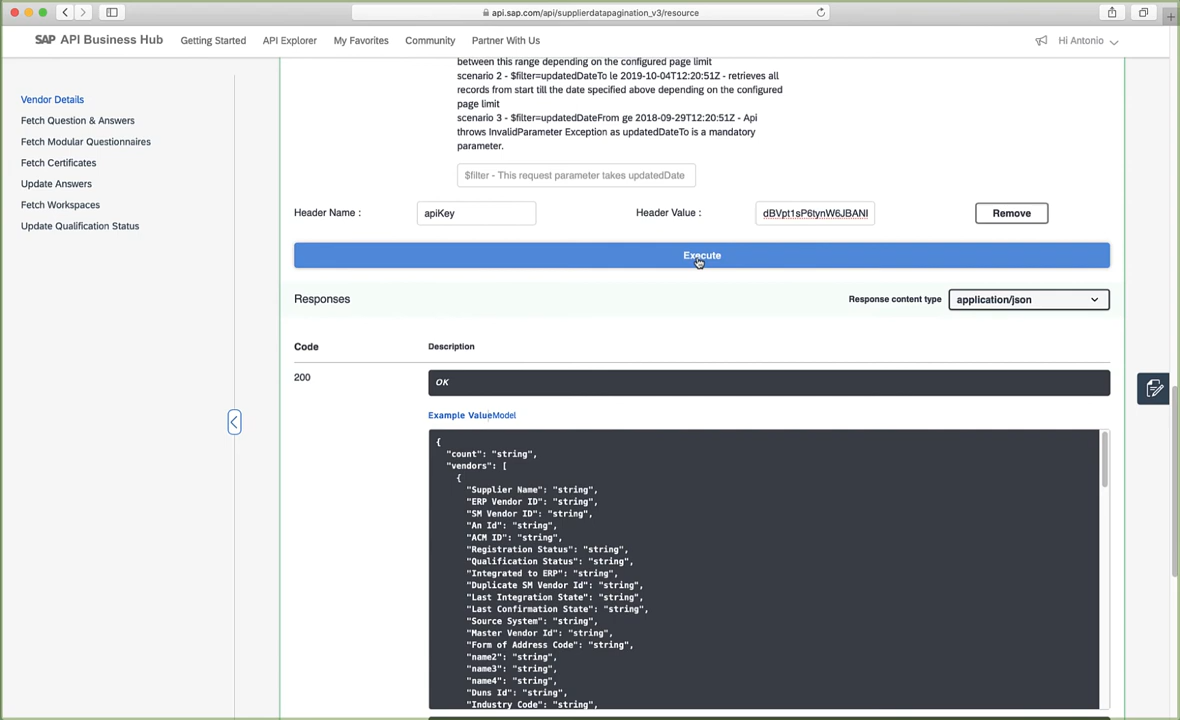 api.sap.com/api/supplierdatapagination_v3/resource
SAP API Business Hub
Getting Started
API Explorer
My Favorites
Community
Partner With Us
Hi Antonio
Vendor Details
Fetch Question & Answers
Fetch Modular Questionnaires
Fetch Certificates
Update Answers
Fetch Workspaces
Update Qualification Status
between this range depending on the configured page limit
scenario 2 - $filter=updatedDateTo le 2019-10-04T12:20:51Z - retrieves all
records from start till the date specified above depending on the configured
page limit
scenario 3 - $filter=updatedDateFrom ge 2018-09-29T12:20:51Z - Api
throws InvalidParameter Exception as updatedDateTo is a mandatory
parameter.
$filter - This request parameter takes updatedDate
Header Name :
apiKey
Header Value :
dBVpt1sP6tynW6JBANI
Remove
Execute
Responses
Response content type
application/json
Code
Description
200
OK
Example Value
Model
{
"count": "string",
"vendors": [
{
"Supplier Name": "string",
"ERP Vendor ID": "string",
"SM Vendor ID": "string",
"An Id": "string",
"ACM ID": "string",
"Registration Status": "string",
"Qualification Status": "string",
"Integrated to ERP": "string",
"Duplicate SM Vendor Id": "string",
"Last Integration State": "string",
"Last Confirmation State": "string",
"Source System": "string",
"Master Vendor Id": "string",
"Form of Address Code": "string",
"name2": "string",
"name3": "string",
"name4": "string",
"Duns Id": "string",
"Industry Code": "string",